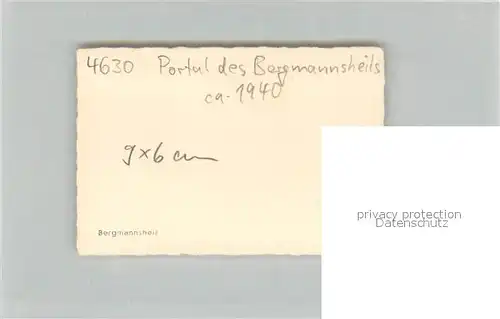 4630 Portal des Bergmannsheils
ca. 1940
9x6 cm
Bergmannsheil
privacy protection
Datenschutz